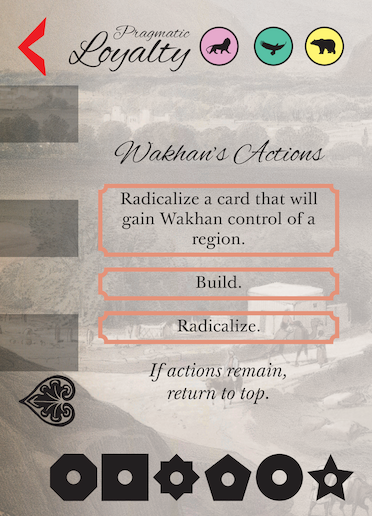 Pragmatic
Loyalty
Wakhan's Actions
Radicalize a card that will
gain Wakhan control of a
region.
Build.
Radicalize.
If actions remain,
return to top.